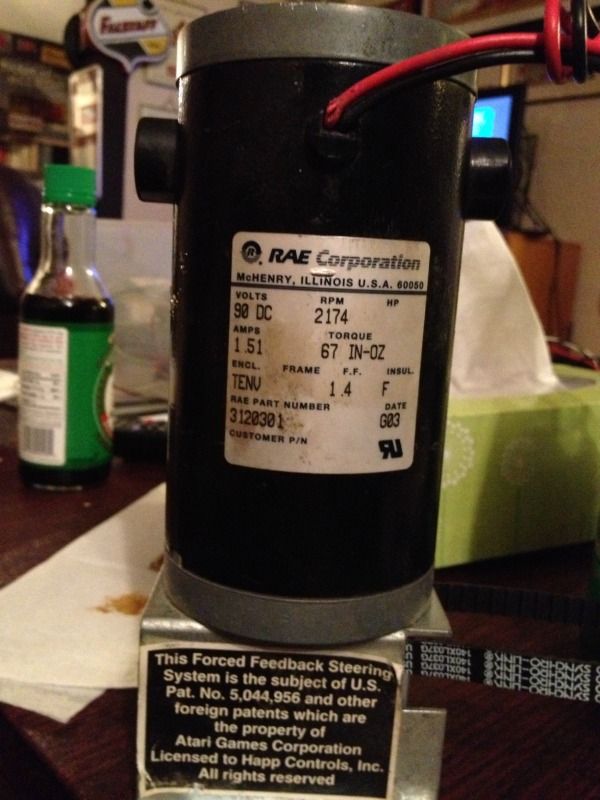 FALSTAFF
RAE Corporation
McHENRY, ILLINOIS U.S.A. 60050
VOLTS RPM HP
90 DC 2174
AMPS TORQUE
1.51 67 IN-OZ
ENCL. FRAME F.F. INSUL.
TENV 1.4 F
RAE PART NUMBER DATE
3120301 G03
CUSTOMER P/N
This Forced Feedback Steering
System is the subject of U.S.
Pat. No. 5,044,956 and other
foreign patents which are
the property of
Atari Games Corporation
Licensed to Happ Controls, Inc.
All rights reserved